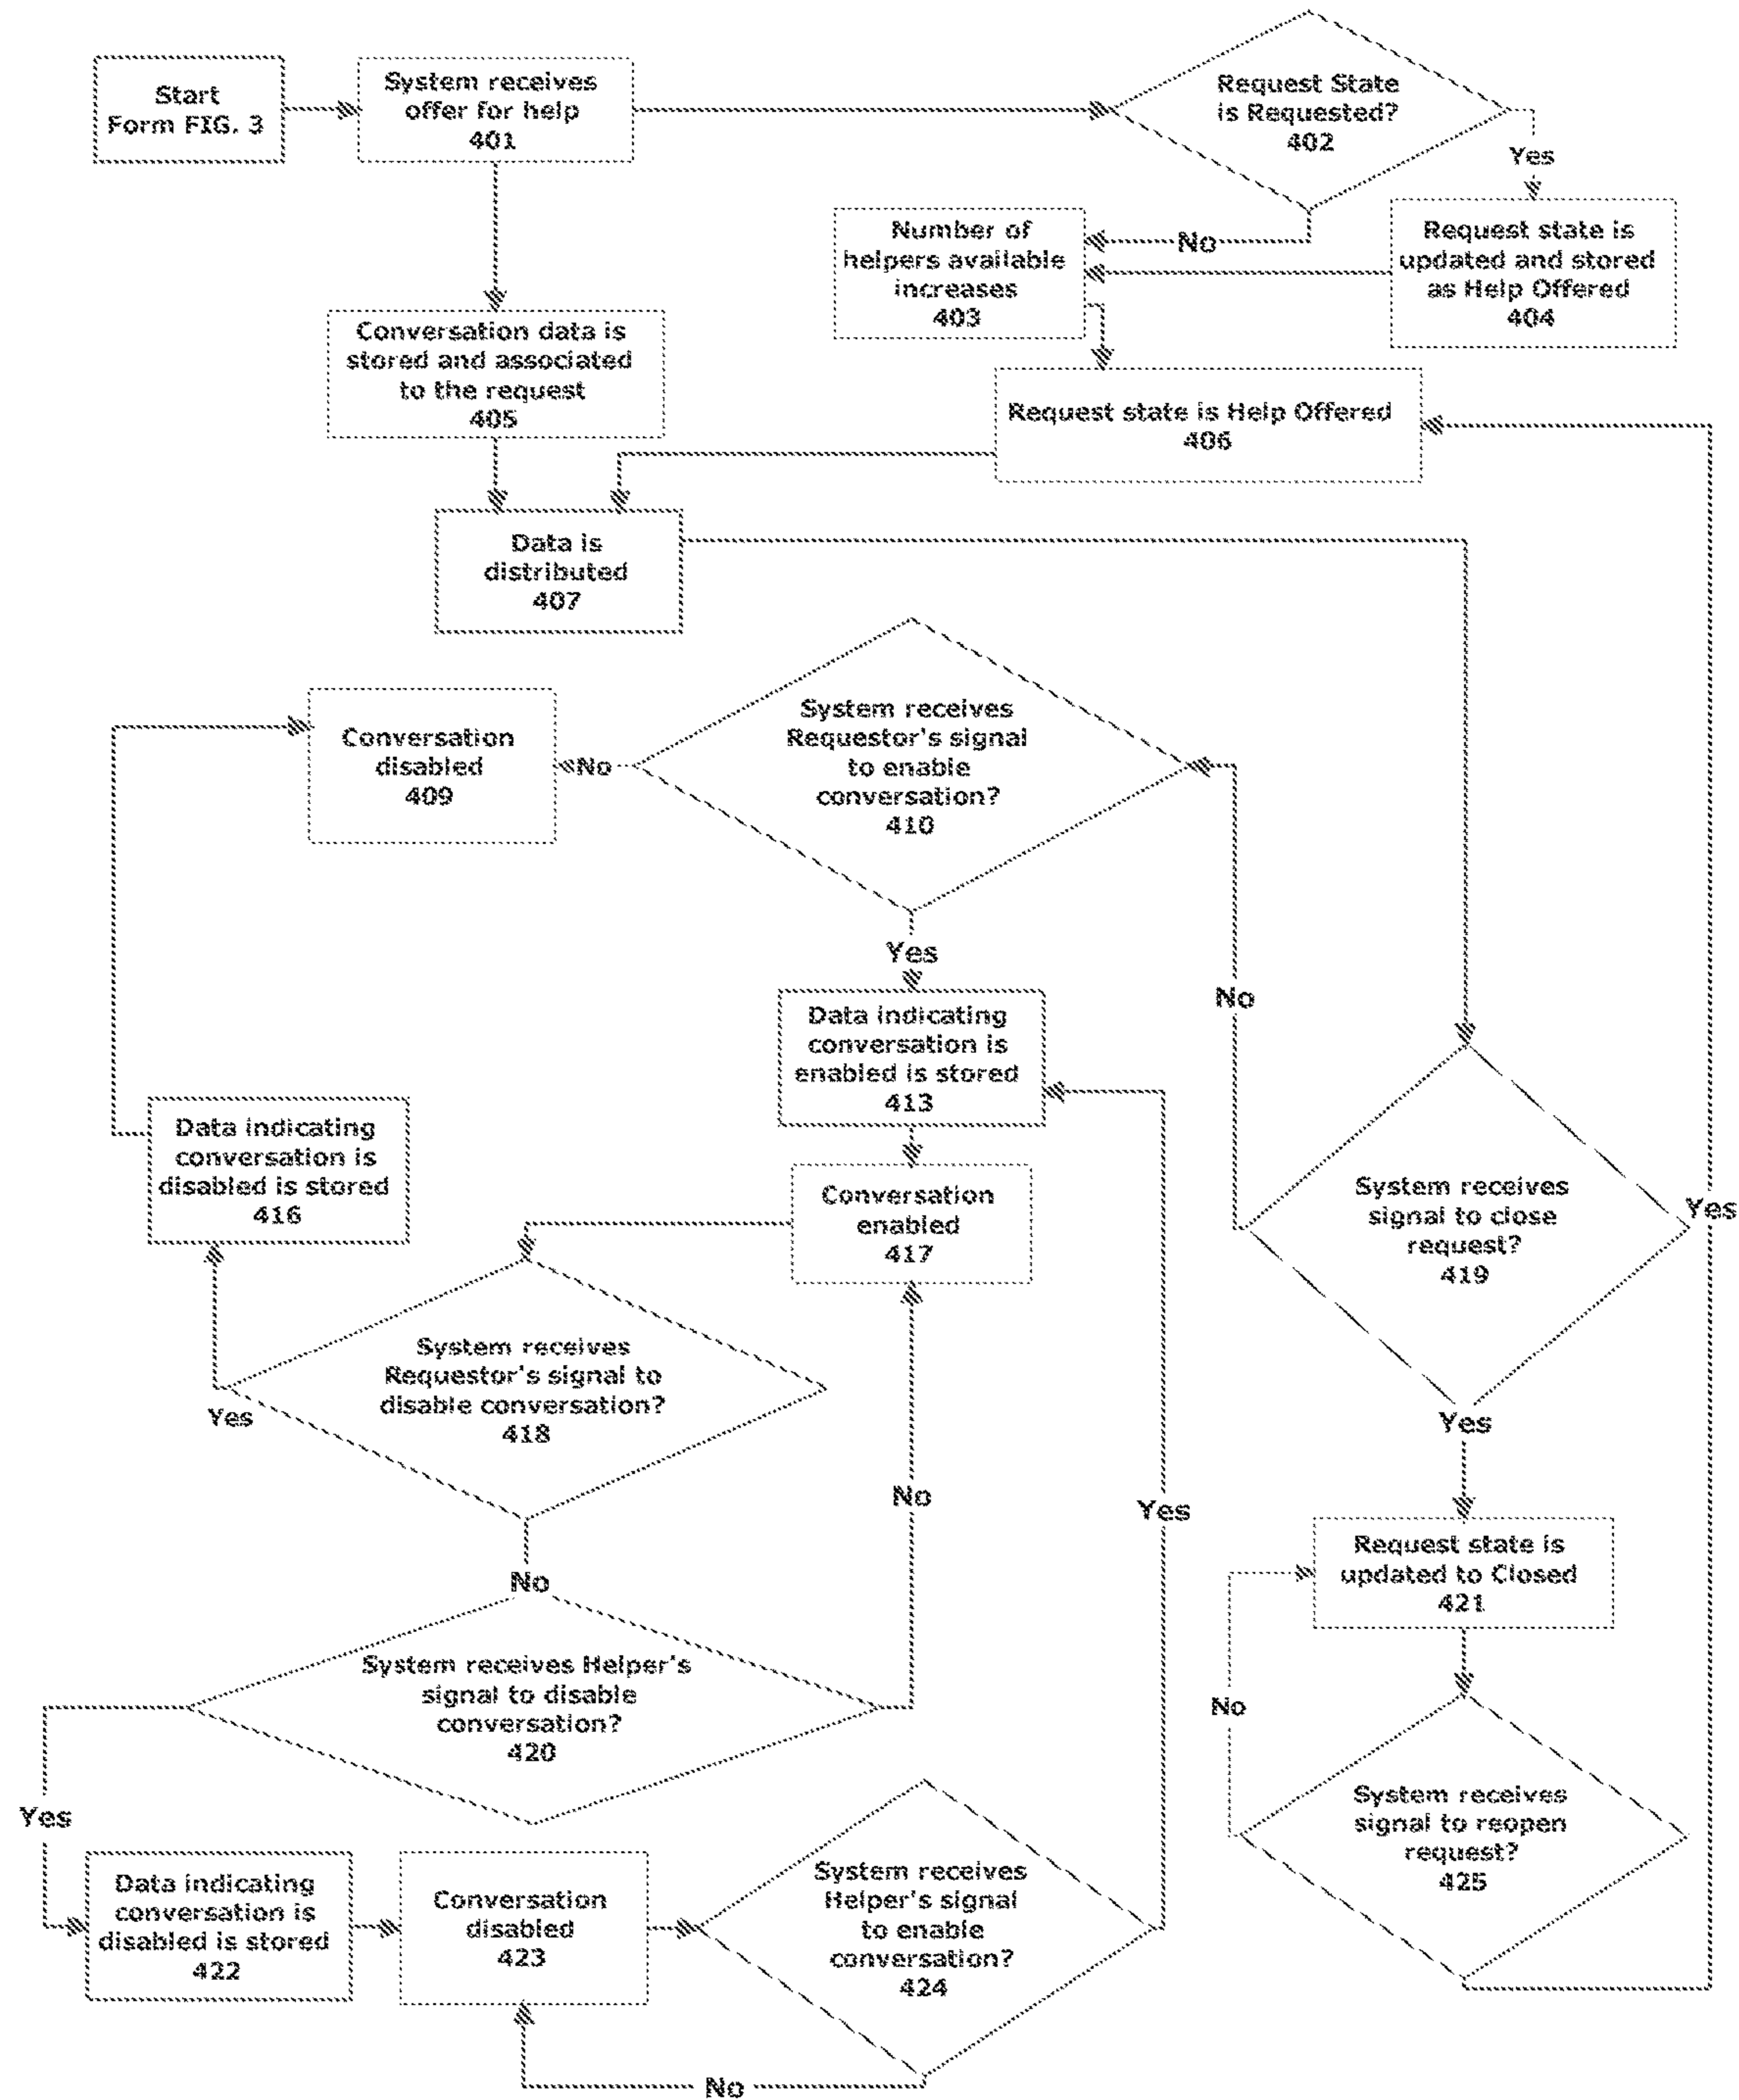 Start
Form FIG. 3
System receives
offer for help
401
Request State
is Requested?
402
Yes
No
Number of
helpers available
increases
403
Request state is
updated and stored
as Help Offered
404
Conversation data is
stored and associated
to the request
405
Request state is Help Offered
406
Data is
distributed
407
Conversation
disabled
409
No
System receives
Requestor's signal
to enable
conversation?
410
Yes
No
Data indicating
conversation is
enabled is stored
413
Data indicating
conversation is
disabled is stored
416
Conversation
enabled
417
System receives
signal to close
request?
419
Yes
System receives
Requestor's signal to
disable conversation?
418
Yes
Yes
No
Yes
Request state is
updated to Closed
421
No
System receives Helper's
signal to disable
conversation?
420
No
Yes
System receives
signal to reopen
request?
425
Data indicating
conversation is
disabled is stored
422
Conversation
disabled
423
System receives
Helper's signal
to enable
conversation?
424
No